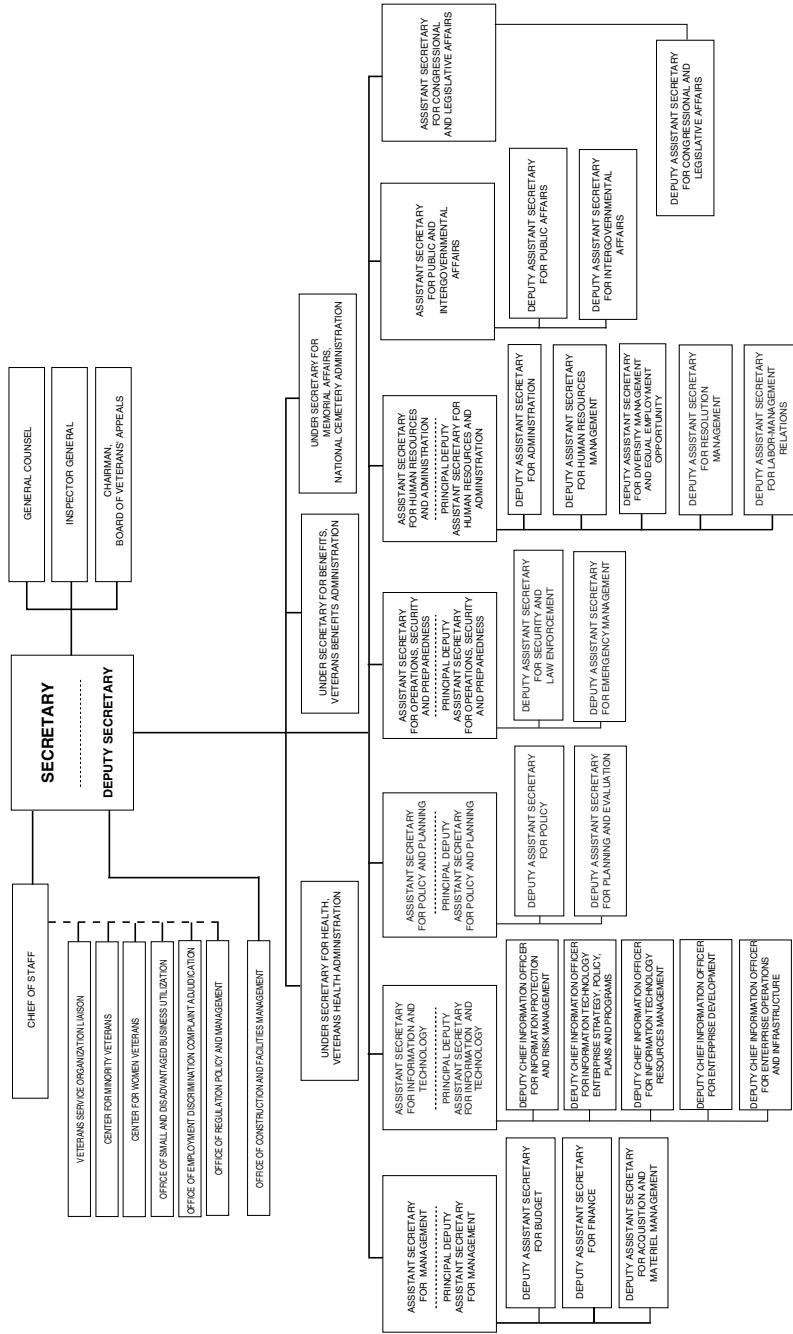 SECRETARY
DEPUTY SECRETARY
GENERAL COUNSEL
INSPECTOR GENERAL
CHAIRMAN,
BOARD OF VETERANS' APPEALS
CHIEF OF STAFF
VETERANS SERVICE ORGANIZATION LIAISON
CENTER FOR MINORITY VETERANS
CENTER FOR WOMEN VETERANS
OFFICE OF SMALL AND DISADVANTAGED BUSINESS UTILIZATION
OFFICE OF EMPLOYMENT DISCRIMINATION COMPLAINT ADJUDICATION
OFFICE OF REGULATION POLICY AND MANAGEMENT
OFFICE OF CONSTRUCTION AND FACILITIES MANAGEMENT
UNDER SECRETARY FOR HEALTH,
VETERANS HEALTH ADMINISTRATION
UNDER SECRETARY FOR BENEFITS,
VETERANS BENEFITS ADMINISTRATION
UNDER SECRETARY FOR
MEMORIAL AFFAIRS,
NATIONAL CEMETERY ADMINISTRATION
ASSISTANT SECRETARY
FOR MANAGEMENT
PRINCIPAL DEPUTY
ASSISTANT SECRETARY
FOR MANAGEMENT
DEPUTY ASSISTANT SECRETARY
FOR BUDGET
DEPUTY ASSISTANT SECRETARY
FOR FINANCE
DEPUTY ASSISTANT SECRETARY
FOR ACQUISITION AND
MATERIEL MANAGEMENT
ASSISTANT SECRETARY
FOR INFORMATION AND
TECHNOLOGY
PRINCIPAL DEPUTY
ASSISTANT SECRETARY
FOR INFORMATION AND
TECHNOLOGY
DEPUTY CHIEF INFORMATION OFFICER
FOR INFORMATION PROTECTION
AND RISK MANAGEMENT
DEPUTY CHIEF INFORMATION OFFICER
FOR INFORMATION TECHNOLOGY
ENTERPRISE STRATEGY, POLICY,
PLANS AND PROGRAMS
DEPUTY CHIEF INFORMATION OFFICER
FOR INFORMATION TECHNOLOGY
RESOURCES MANAGEMENT
DEPUTY CHIEF INFORMATION OFFICER
FOR ENTERPRISE DEVELOPMENT
DEPUTY CHIEF INFORMATION OFFICER
FOR ENTERPRISE OPERATIONS
AND INFRASTRUCTURE
ASSISTANT SECRETARY
FOR POLICY AND PLANNING
PRINCIPAL DEPUTY
ASSISTANT SECRETARY
FOR POLICY AND PLANNING
DEPUTY ASSISTANT SECRETARY
FOR POLICY
DEPUTY ASSISTANT SECRETARY
FOR PLANNING AND EVALUATION
ASSISTANT SECRETARY
FOR OPERATIONS, SECURITY
AND PREPAREDNESS
PRINCIPAL DEPUTY
ASSISTANT SECRETARY
FOR OPERATIONS, SECURITY
AND PREPAREDNESS
DEPUTY ASSISTANT SECRETARY
FOR SECURITY AND
LAW ENFORCEMENT
DEPUTY ASSISTANT SECRETARY
FOR EMERGENCY MANAGEMENT
ASSISTANT SECRETARY
FOR HUMAN RESOURCES
AND ADMINISTRATION
PRINCIPAL DEPUTY
ASSISTANT SECRETARY FOR
HUMAN RESOURCES AND
ADMINISTRATION
DEPUTY ASSISTANT SECRETARY
FOR ADMINISTRATION
DEPUTY ASSISTANT SECRETARY
FOR HUMAN RESOURCES
MANAGEMENT
DEPUTY ASSISTANT SECRETARY
FOR DIVERSITY MANAGEMENT
AND EQUAL EMPLOYMENT
OPPORTUNITY
DEPUTY ASSISTANT SECRETARY
FOR RESOLUTION
MANAGEMENT
DEPUTY ASSISTANT SECRETARY
FOR LABOR-MANAGEMENT
RELATIONS
ASSISTANT SECRETARY
FOR PUBLIC AND
INTERGOVERNMENTAL
AFFAIRS
DEPUTY ASSISTANT SECRETARY
FOR PUBLIC AFFAIRS
DEPUTY ASSISTANT SECRETARY
FOR INTERGOVERNMENTAL
AFFAIRS
ASSISTANT SECRETARY
FOR CONGRESSIONAL
AND LEGISLATIVE AFFAIRS
DEPUTY ASSISTANT SECRETARY
FOR CONGRESSIONAL AND
LEGISLATIVE AFFAIRS